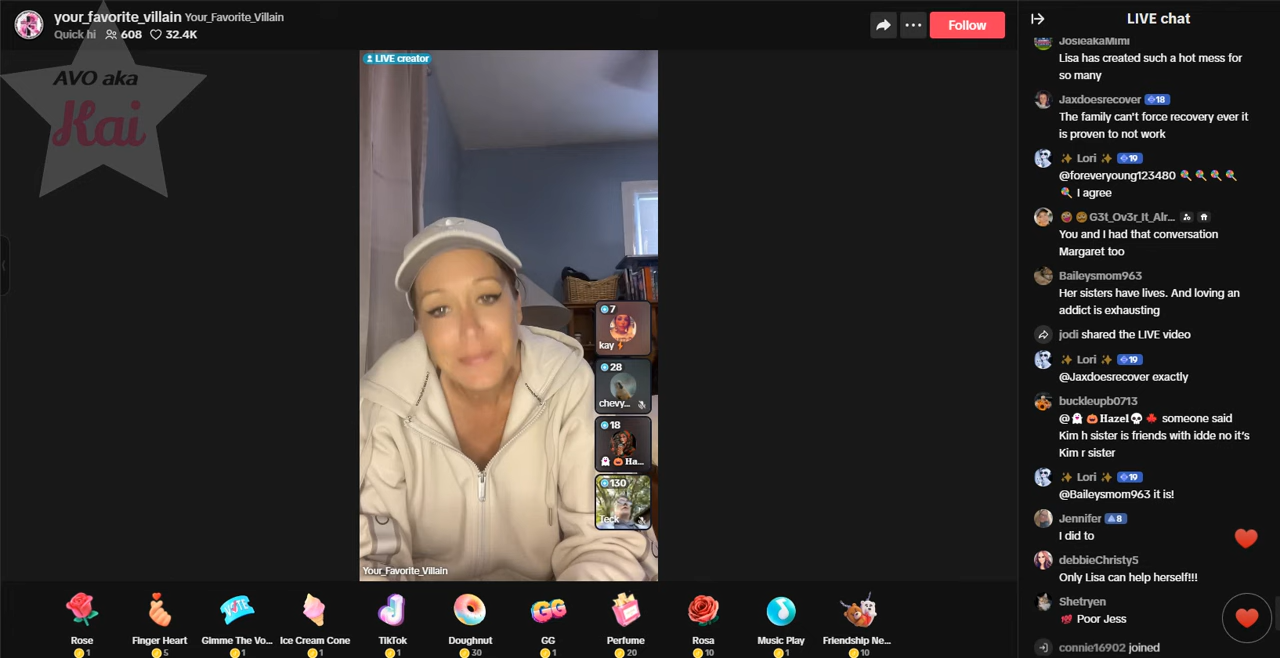 your_favorite_villain Your_Favorite_Villain
Quick hi 608 32.4K
Follow
AVO aka
Kai
LIVE creator
7
kay
28
chevy...
18
Ha...
130
Teck
Your_Favorite_Villain
Rose
1
Finger Heart
5
VOTE
Gimme The Vo...
1
Ice Cream Cone
1
TikTok
1
Doughnut
30
GG
GG
1
Perfume
20
Rosa
10
Music Play
1
Friendship Ne...
10
LIVE chat
JosieakaMimi
Lisa has created such a hot mess for
so many
Jaxdoesrecover 18
The family can't force recovery ever it
is proven to not work
✨ Lori ✨ 19
@foreveryoung123480 🍭 🍭 🍭 🍭
🍭 I agree
G3t_Ov3r_It_Alr...
You and I had that conversation
Margaret too
Baileysmom963
Her sisters have lives. And loving an
addict is exhausting
jodi shared the LIVE video
✨ Lori ✨ 19
@Jaxdoesrecover exactly
buckleupb0713
@👻 🎃 Hazel💀 🍁 someone said
Kim h sister is friends with idde no it's
Kim r sister
✨ Lori ✨ 19
@Baileysmom963 it is!
Jennifer 8
I did to
debbieChristy5
Only Lisa can help herself!!!
Shetryen
💔 Poor Jess
connie16902 joined